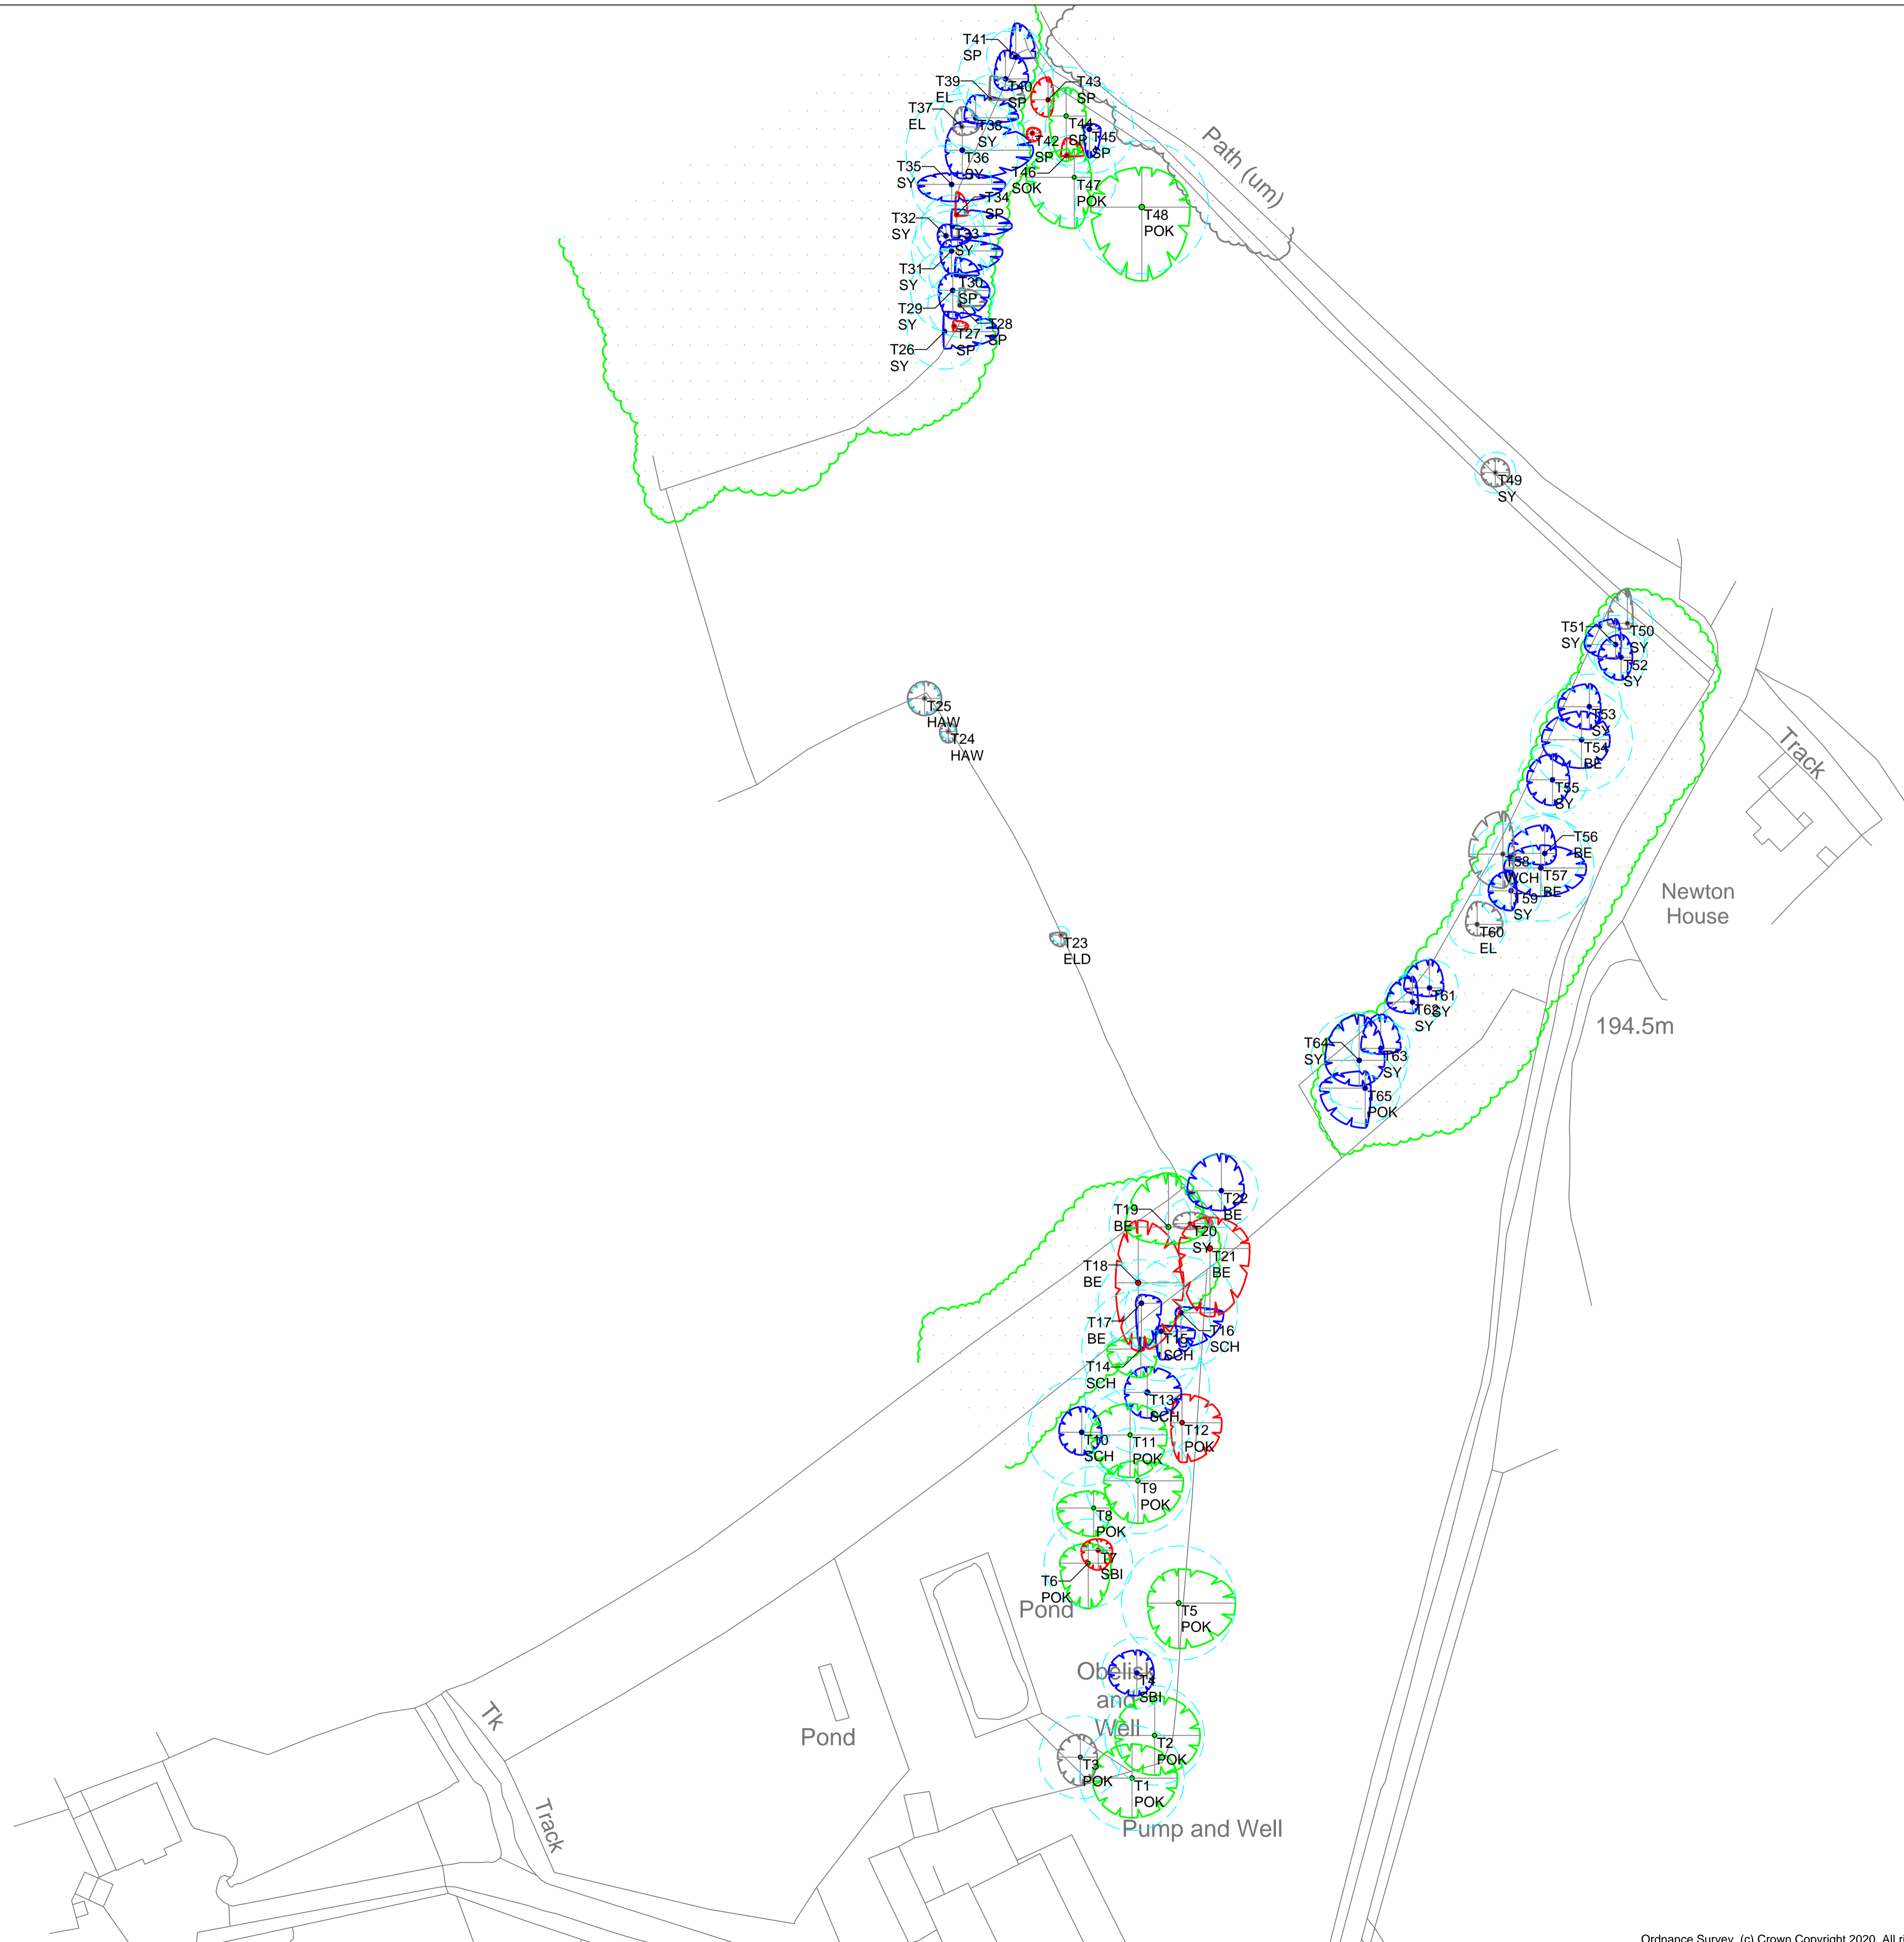 T41
SP
T39
EL
T40
SP
T43
SP
T37
EL
T38
SY
T44
SP
T45
SP
T42
SP
T36
SY
T35
SY
T46
SOK
T47
POK
T34
SP
T48
POK
Path (um)
T32
SY
T33
SY
T31
SY
T30
SP
T29
SY
T28
SP
T27
SP
T26
SY
T49
SY
T51
SY
T50
SY
T52
SY
T25
HAW
T24
HAW
T53
SY
T54
BE
Track
T55
SY
T56
BE
T58
WCH
T57
BE
T59
SY
Newton
House
T60
EL
T23
ELD
T61
SY
T62
SY
194.5m
T64
SY
T63
SY
T65
POK
T22
BE
T19
BE
T20
SY
T21
BE
T18
BE
T17
BE
T16
SCH
T15
SCH
T14
SCH
T13
SCH
T12
POK
T10
SCH
T11
POK
T9
POK
T8
POK
T7
SBI
T6
POK
Pond
T5
POK
Obelisk
and
Well
T4
SBI
Tk
Pond
T2
POK
T3
POK
T1
POK
Track
Pump and Well
Ordnance Survey, (c) Crown Copyright 2020. All ri